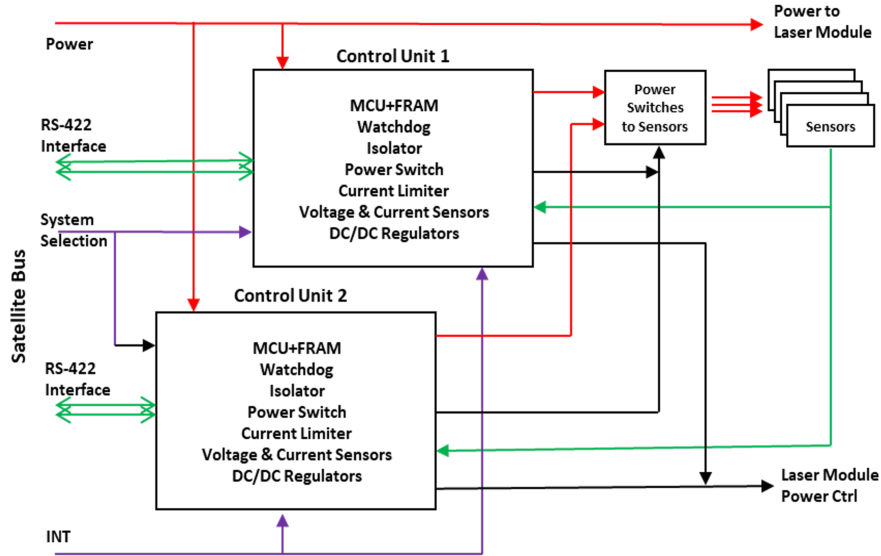 Power
Power to
Laser Module
Control Unit 1
MCU+FRAM
Watchdog
Isolator
Power Switch
Current Limiter
Voltage & Current Sensors
DC/DC Regulators
Power
Switches
to Sensors
Sensors
RS-422
Interface
System
Selection
Satellite Bus
Control Unit 2
MCU+FRAM
Watchdog
Isolator
Power Switch
Current Limiter
Voltage & Current Sensors
DC/DC Regulators
RS-422
Interface
Laser Module
Power Ctrl
INT